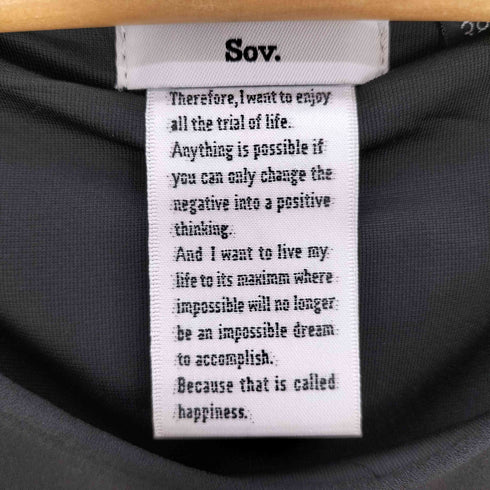 Sov.
Therefore, I want to enjoy
all the trial of life.
Anything is possible if
you can only change the
negative into a positive
thinking.
And I want to live my
life to its maximm where
impossible will no longer
be an impossible dream
to accomplish.
Because that is called
happiness.